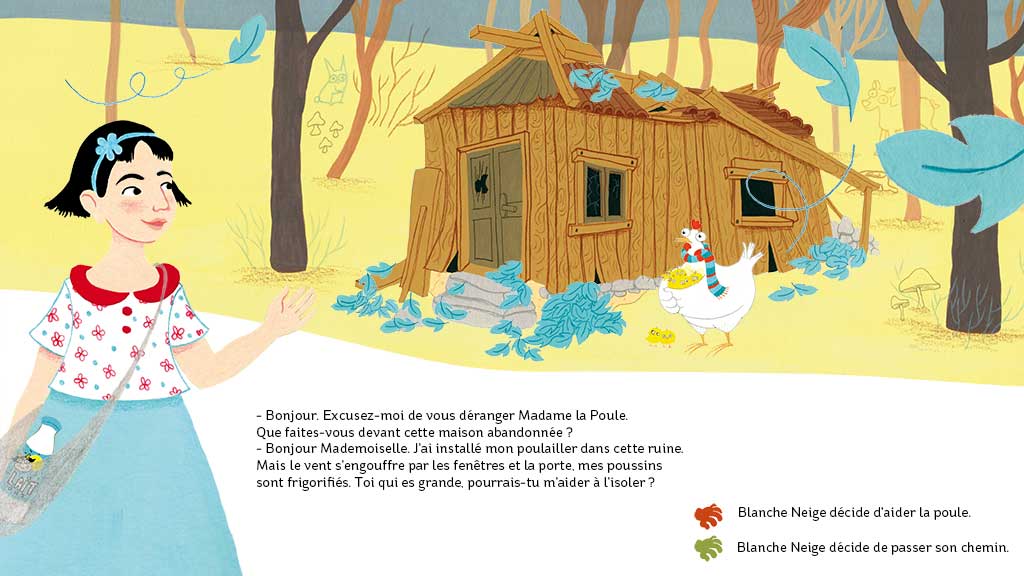 LAIT
- Bonjour. Excusez-moi de vous déranger Madame la Poule.
Que faites-vous devant cette maison abandonnée ?
- Bonjour Mademoiselle. J'ai installé mon poulailler dans cette ruine.
Mais le vent s'engouffre par les fenêtres et la porte, mes poussins
sont frigorifiés. Toi qui es grande, pourrais-tu m'aider à l'isoler ?
Blanche Neige décide d'aider la poule.
Blanche Neige décide de passer son chemin.